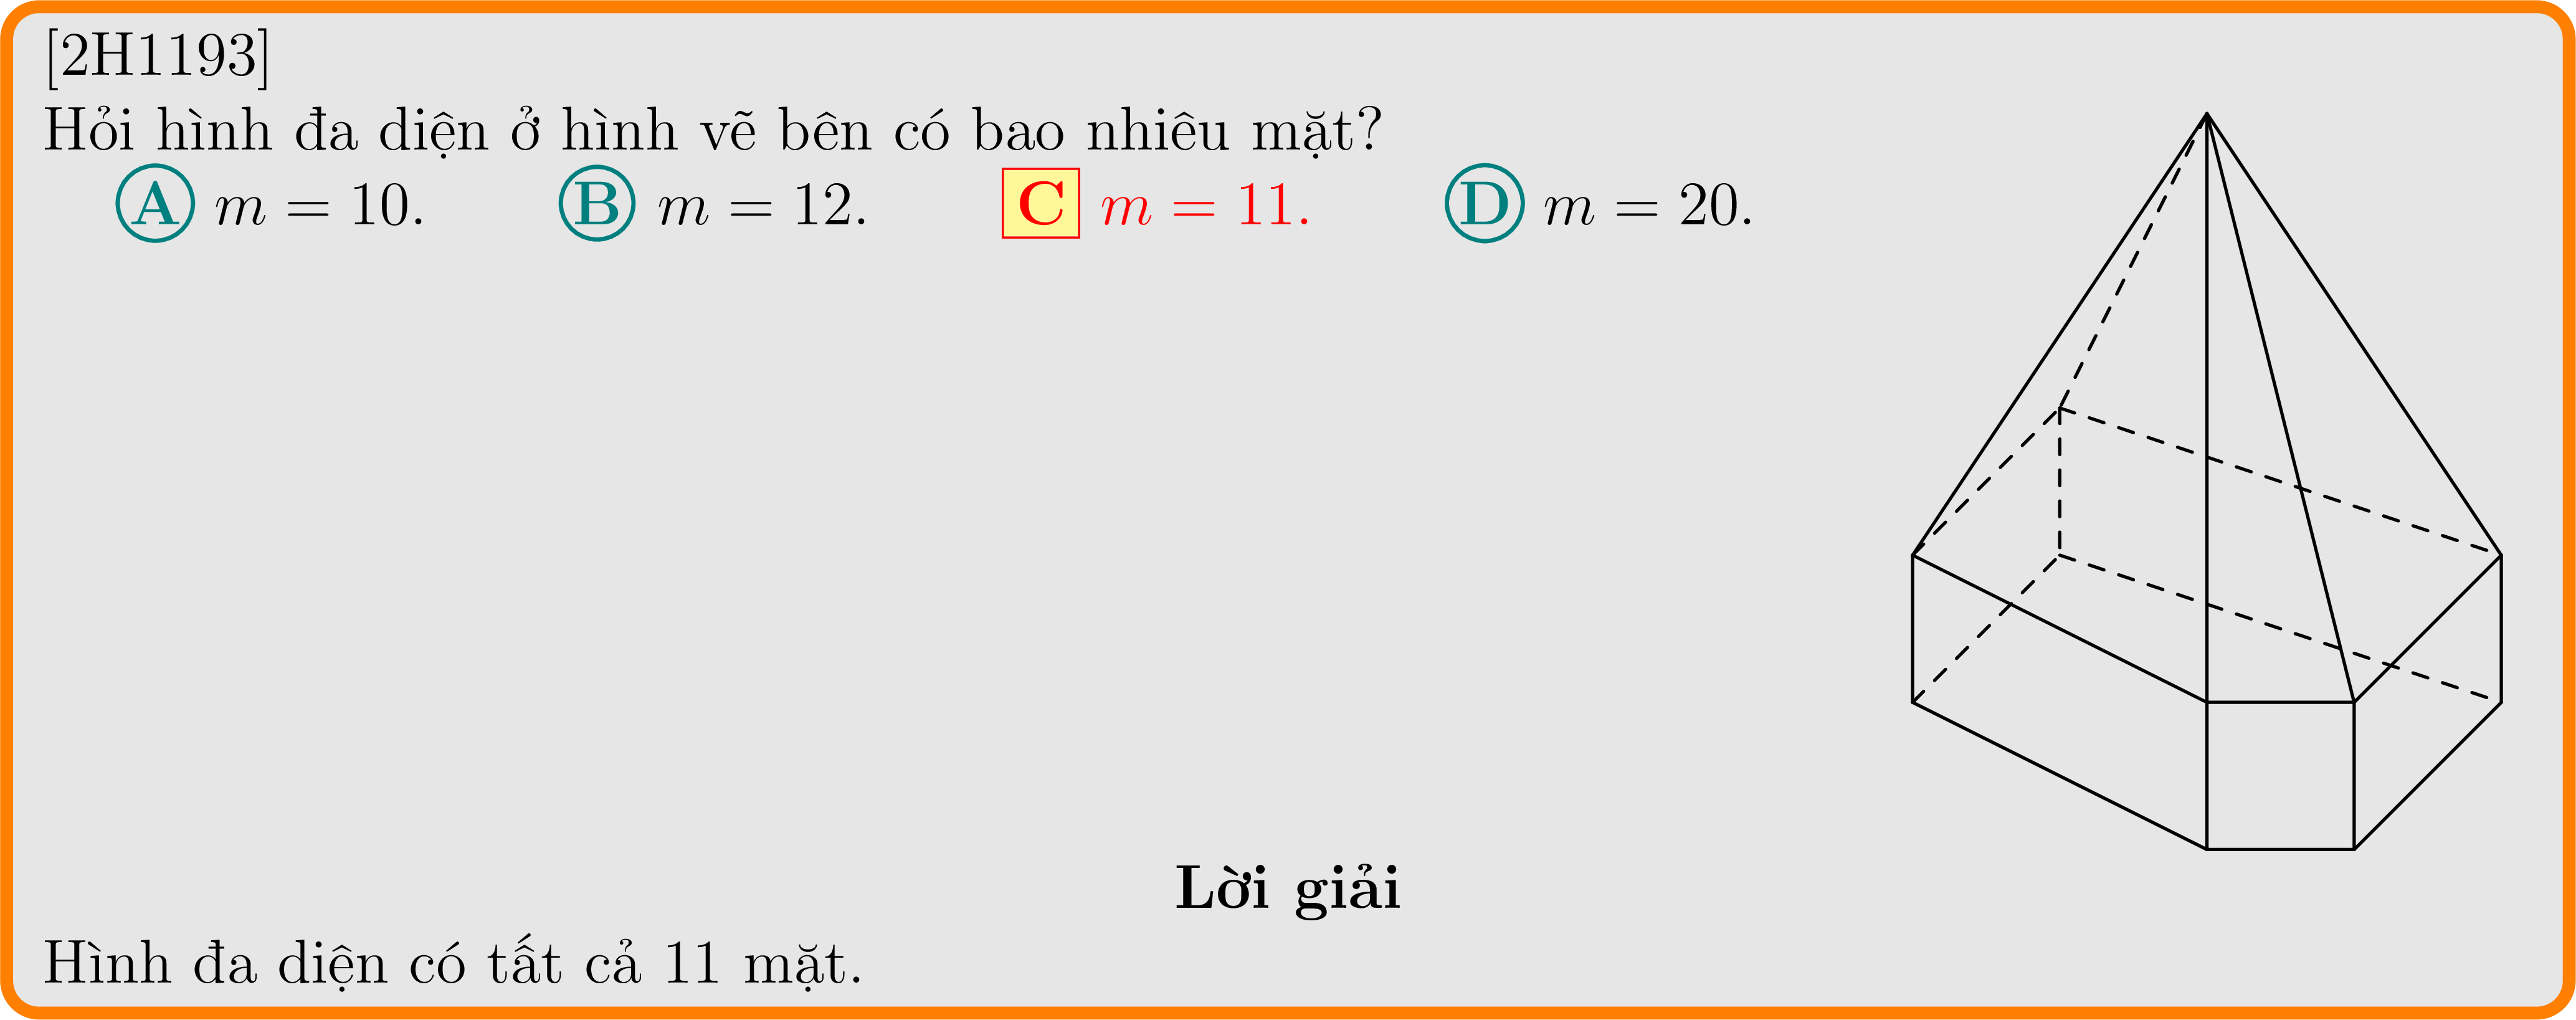 [2H1193]
Hỏi hình đa diện ở hình vẽ bên có bao nhiêu mặt?
A m = 10. B m = 12. C m = 11. D m = 20.
Lời giải
Hình đa diện có tất cả 11 mặt.